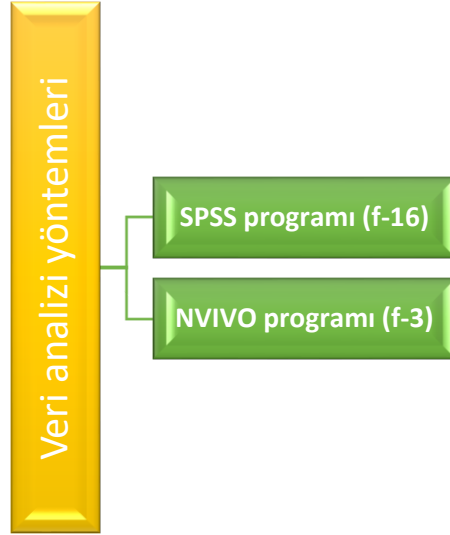 Veri analizi yöntemleri
SPSS programı (f-16)
NVIVO programı (f-3)